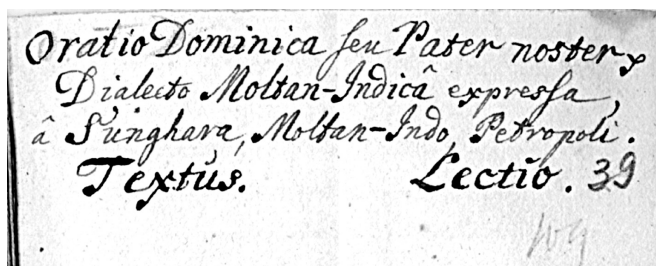 Oratio Dominica seu Pater noster,
Dialecto Moltan-Indicâ expressa,
â Sunghara, Moltan-Indo, Petropoli.
Textus. Lectio. 39